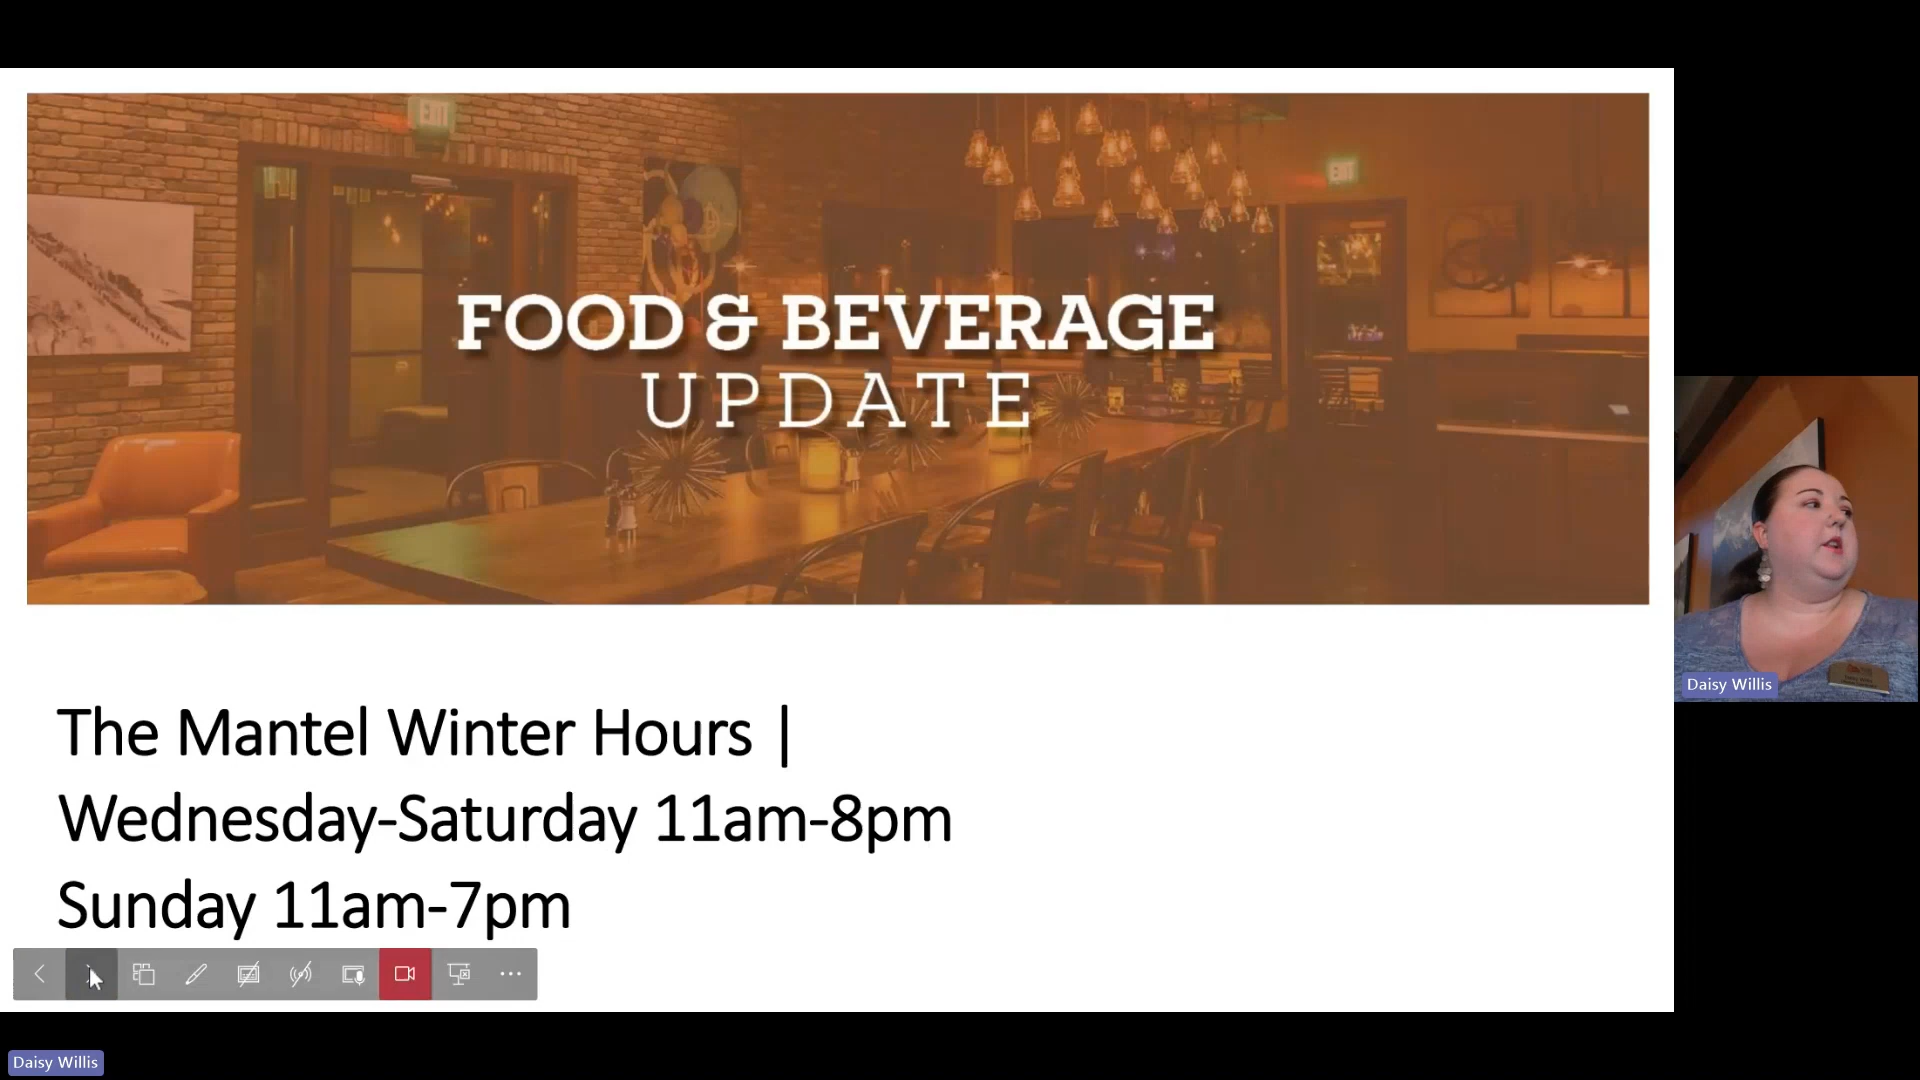 EXIT
EXIT
FOOD & BEVERAGE
UPDATE
The Mantel Winter Hours |
Wednesday-Saturday 11am-8pm
Sunday 11am-7pm
Daisy Willis
Daisy Willis